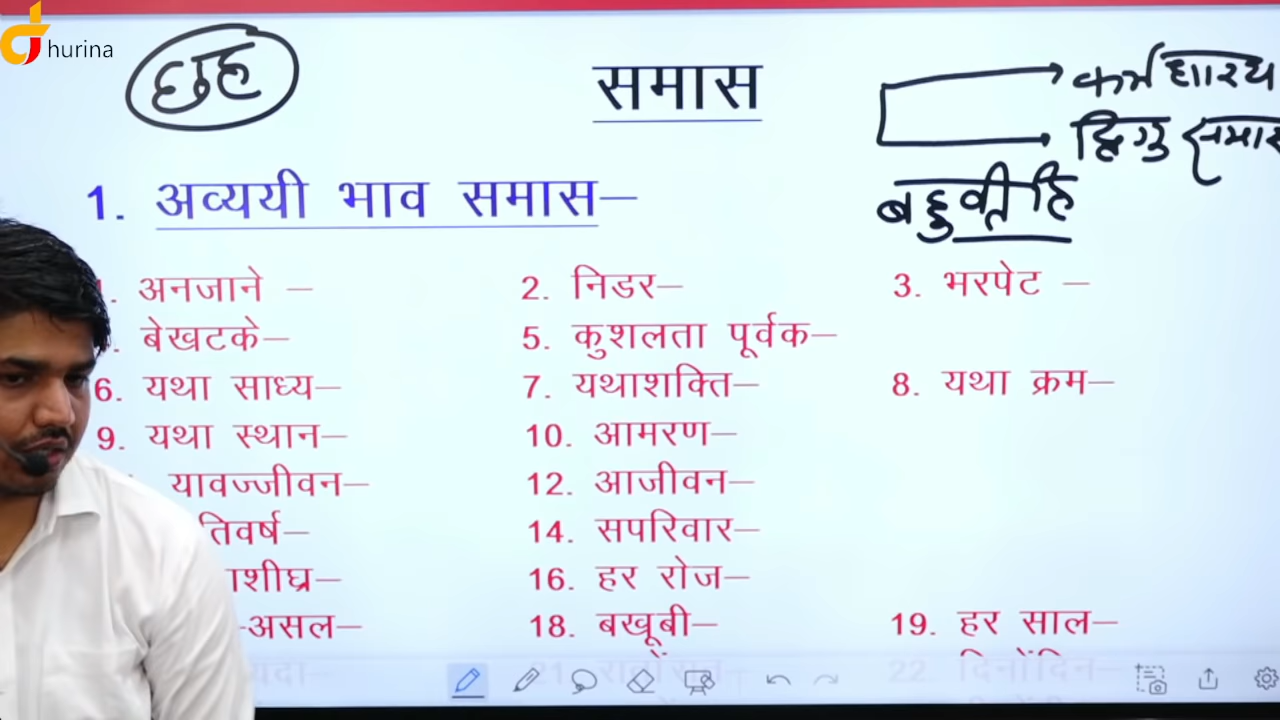 hurina
छह
समास
कर्मधारय
द्विगु समास
बहुव्रीहि
1. अव्ययी भाव समास–
अनजाने – 2. निडर– 3. भरपेट –
बेखटके– 5. कुशलता पूर्वक–
6. यथा साध्य– 7. यथाशक्ति– 8. यथा क्रम–
9. यथा स्थान– 10. आमरण–
यावज्जीवन– 12. आजीवन–
तिवर्ष– 14. सपरिवार–
शीघ्र– 16. हर रोज–
-असल– 18. बखूबी– 19. हर साल–
यदा– 21. 22. दिनोंदिन–